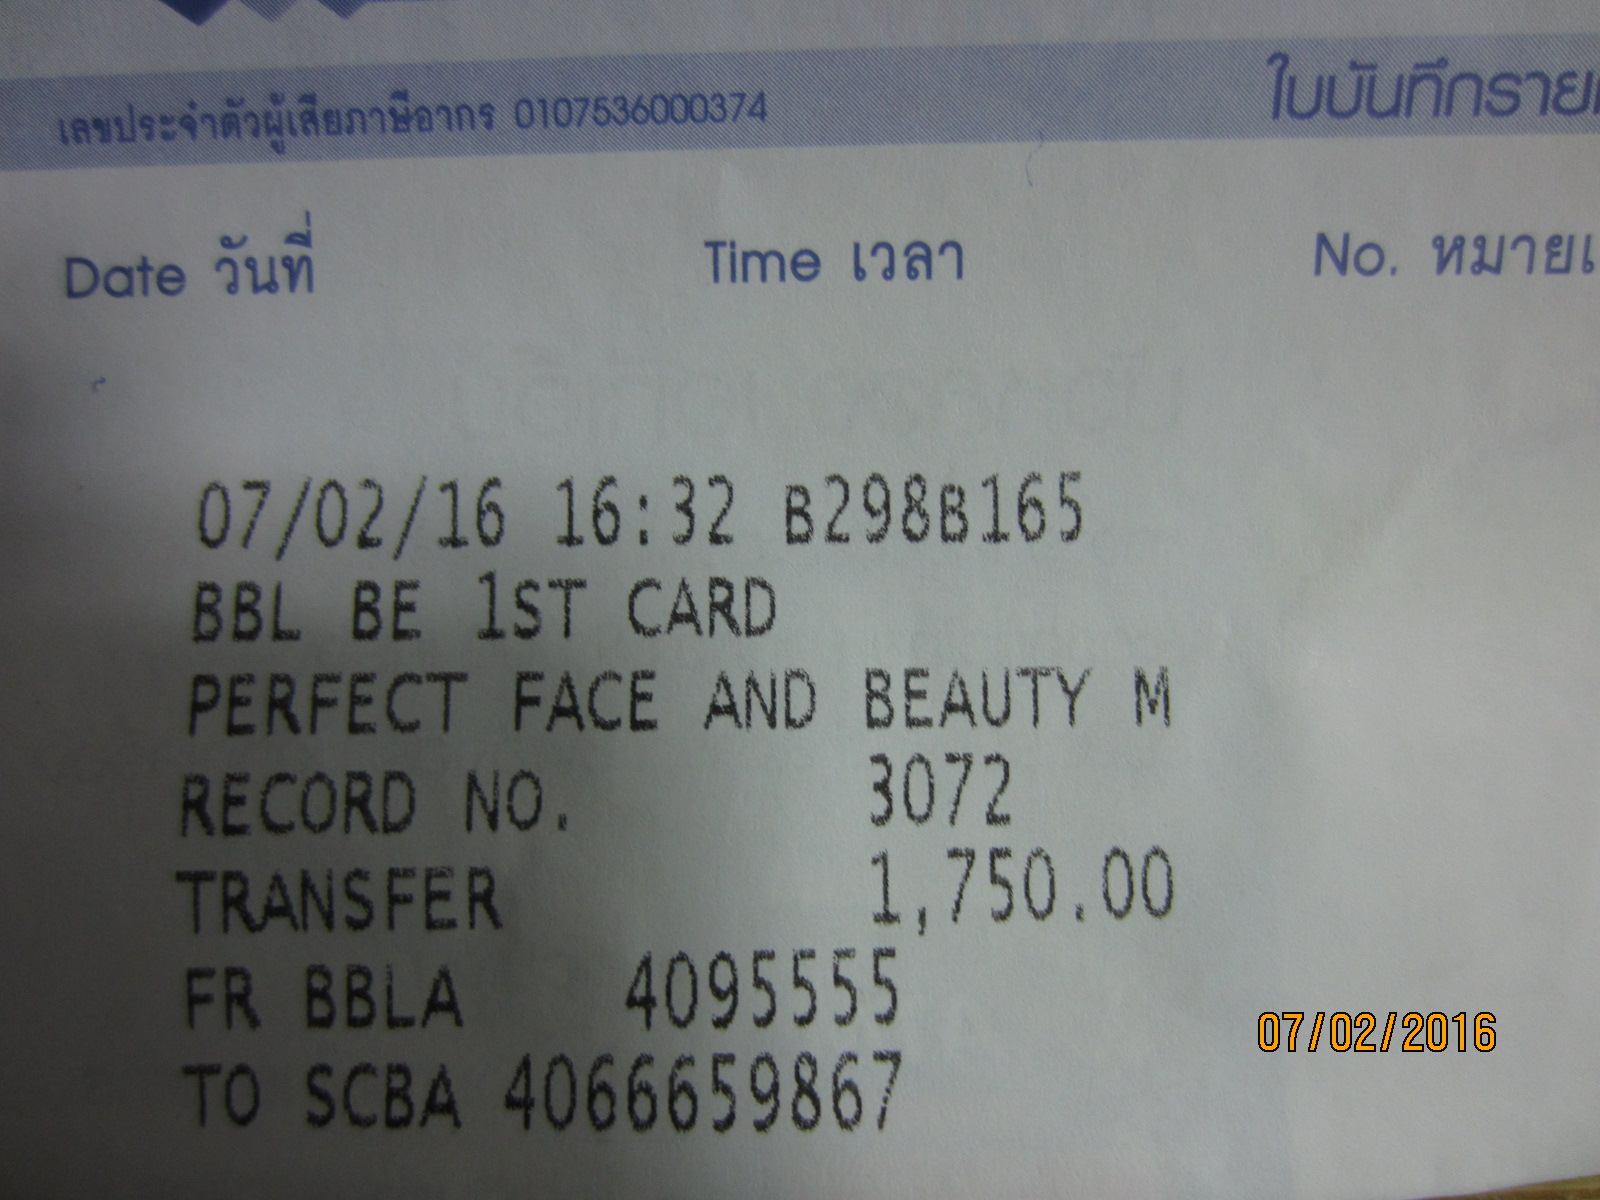 เลขประจำตัวผู้เสียภาษีอากร 0107536000374
ใบบันทึกราย
Date วันที่ Time เวลา No. หมายเ
07/02/16 16:32 B298B165
BBL BE 1ST CARD
PERFECT FACE AND BEAUTY M
RECORD NO. 3072
TRANSFER 1,750.00
FR BBLA 4095555
TO SCBA 4066659867
07/02/2016